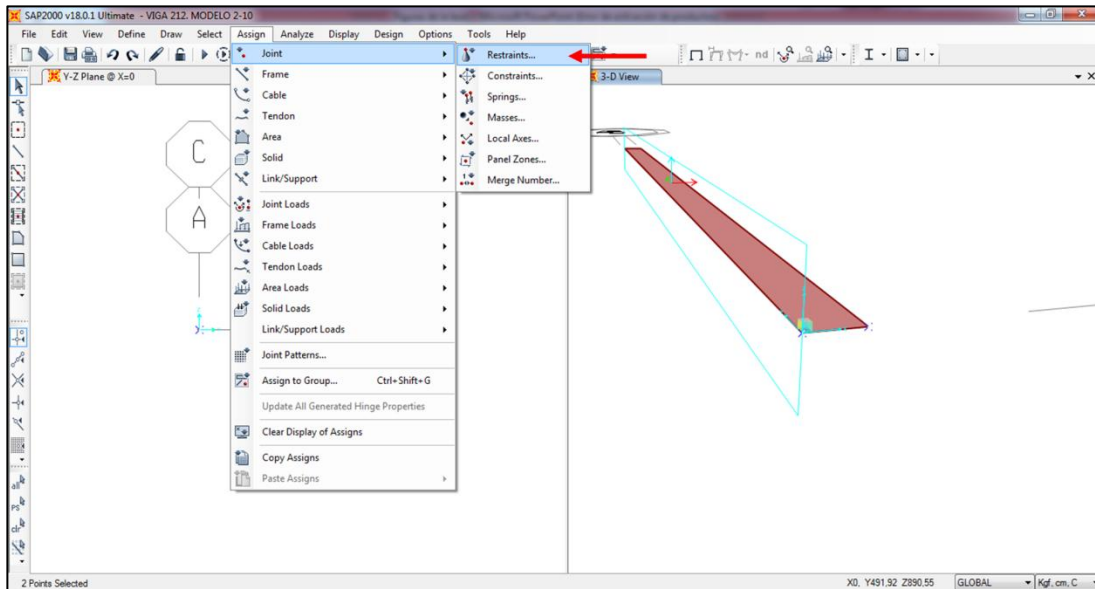 SAP2000 v18.0.1 Ultimate - VIGA 212. MODELO 2-10
File Edit View Define Draw Select Assign Analyze Display Design Options Tools Help
nd
Y-Z Plane @ X=0
3-D View
Joint
Frame
Cable
Tendon
Area
Solid
Link/Support
Joint Loads
Frame Loads
Cable Loads
Tendon Loads
Area Loads
Solid Loads
Link/Support Loads
Joint Patterns...
Assign to Group... Ctrl+Shift+G
Update All Generated Hinge Properties
Clear Display of Assigns
Copy Assigns
Paste Assigns
Restraints...
Constraints...
Springs...
Masses...
Local Axes...
Panel Zones...
Merge Number...
C
A
all
ps
clr
2 Points Selected
X0, Y491.92 Z890.55
GLOBAL
Kgf, cm, C